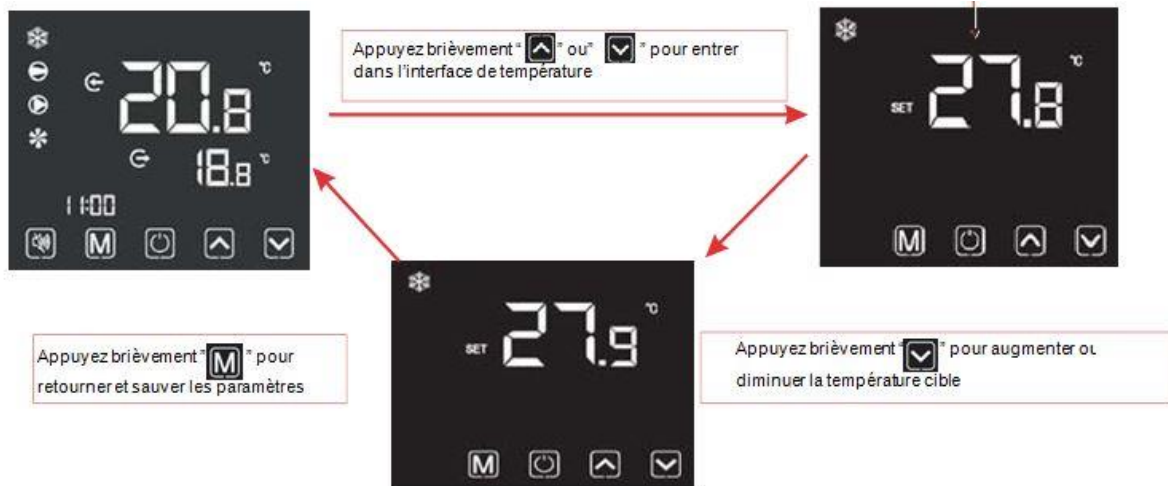 20.8 °C
18.8 °C
11:00
M
Appuyez brièvement " " ou" " pour entrer
dans l'interface de température
SET 27.8 °C
M
Appuyez brièvement" " pour augmenter ou
diminuer la température cible
SET 27.9 °C
M
Appuyez brièvement"M" pour
retourner et sauver les paramètres